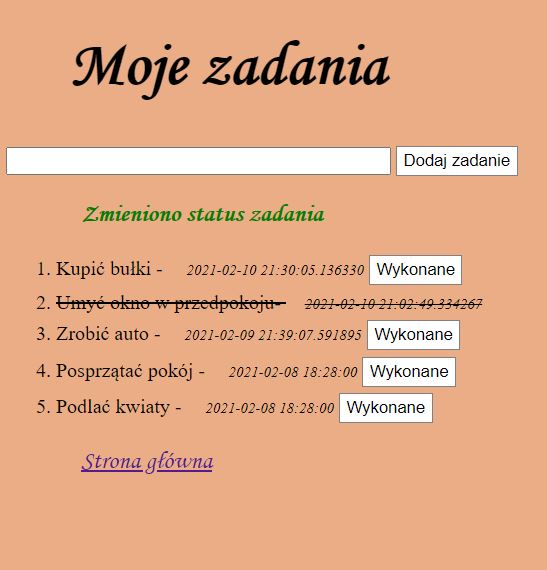 Moje zadania
Dodaj zadanie
Zmieniono status zadania
1. Kupić bułki - 2021-02-10 21:30:05.136330 Wykonane
2. Umyć okno w przedpokoju- 2021-02-10 21:02:49.334267
3. Zrobić auto - 2021-02-09 21:39:07.591895 Wykonane
4. Posprzątać pokój - 2021-02-08 18:28:00 Wykonane
5. Podlać kwiaty - 2021-02-08 18:28:00 Wykonane
Strona główna